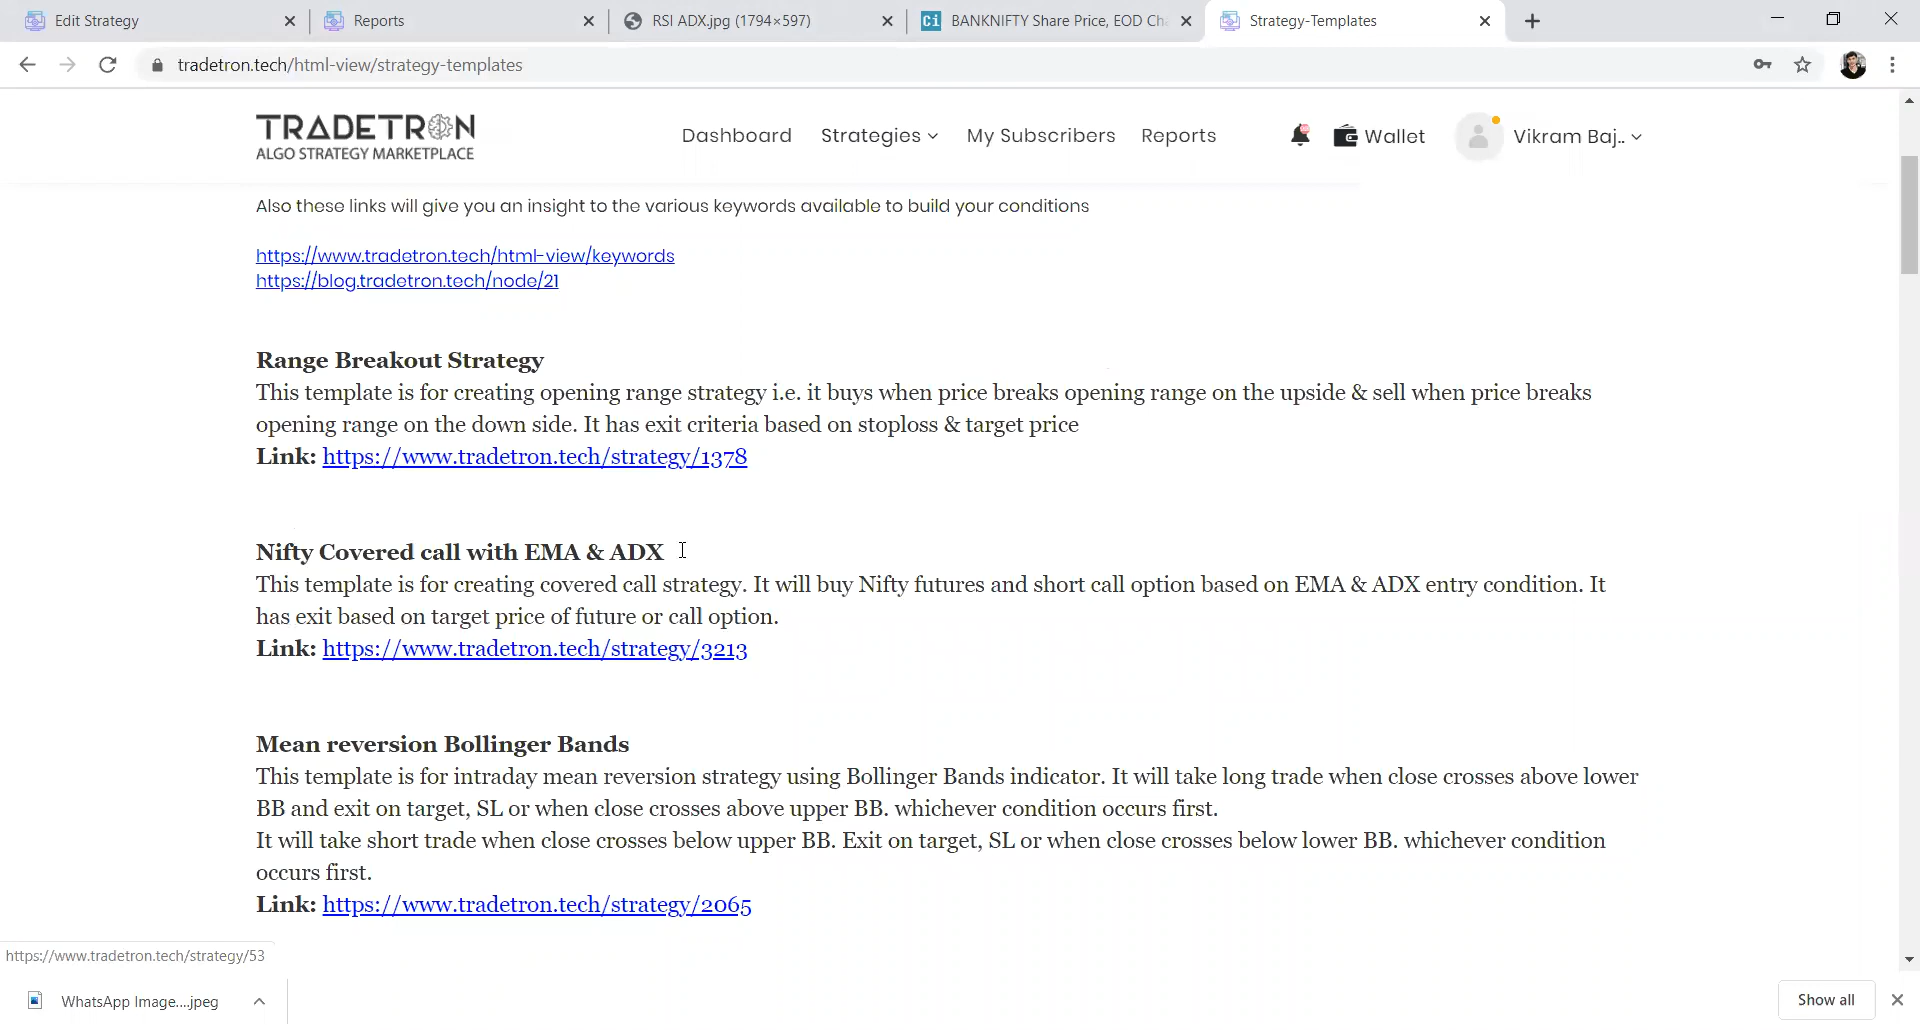 Edit Strategy
Reports
RSI ADX.jpg (1794×597)
BANKNIFTY Share Price, EOD Cha
Strategy-Templates
tradetron.tech/html-view/strategy-templates
TRADETRON
ALGO STRATEGY MARKETPLACE
Dashboard
Strategies
My Subscribers
Reports
Wallet
Vikram Baj..
Also these links will give you an insight to the various keywords available to build your conditions
https://www.tradetron.tech/html-view/keywords
https://blog.tradetron.tech/node/21
Range Breakout Strategy
This template is for creating opening range strategy i.e. it buys when price breaks opening range on the upside & sell when price breaks
opening range on the down side. It has exit criteria based on stoploss & target price
Link: https://www.tradetron.tech/strategy/1378
Nifty Covered call with EMA & ADX
This template is for creating covered call strategy. It will buy Nifty futures and short call option based on EMA & ADX entry condition. It
has exit based on target price of future or call option.
Link: https://www.tradetron.tech/strategy/3213
Mean reversion Bollinger Bands
This template is for intraday mean reversion strategy using Bollinger Bands indicator. It will take long trade when close crosses above lower
BB and exit on target, SL or when close crosses above upper BB. whichever condition occurs first.
It will take short trade when close crosses below upper BB. Exit on target, SL or when close crosses below lower BB. whichever condition
occurs first.
Link: https://www.tradetron.tech/strategy/2065
https://www.tradetron.tech/strategy/53
WhatsApp Image....jpeg
Show all